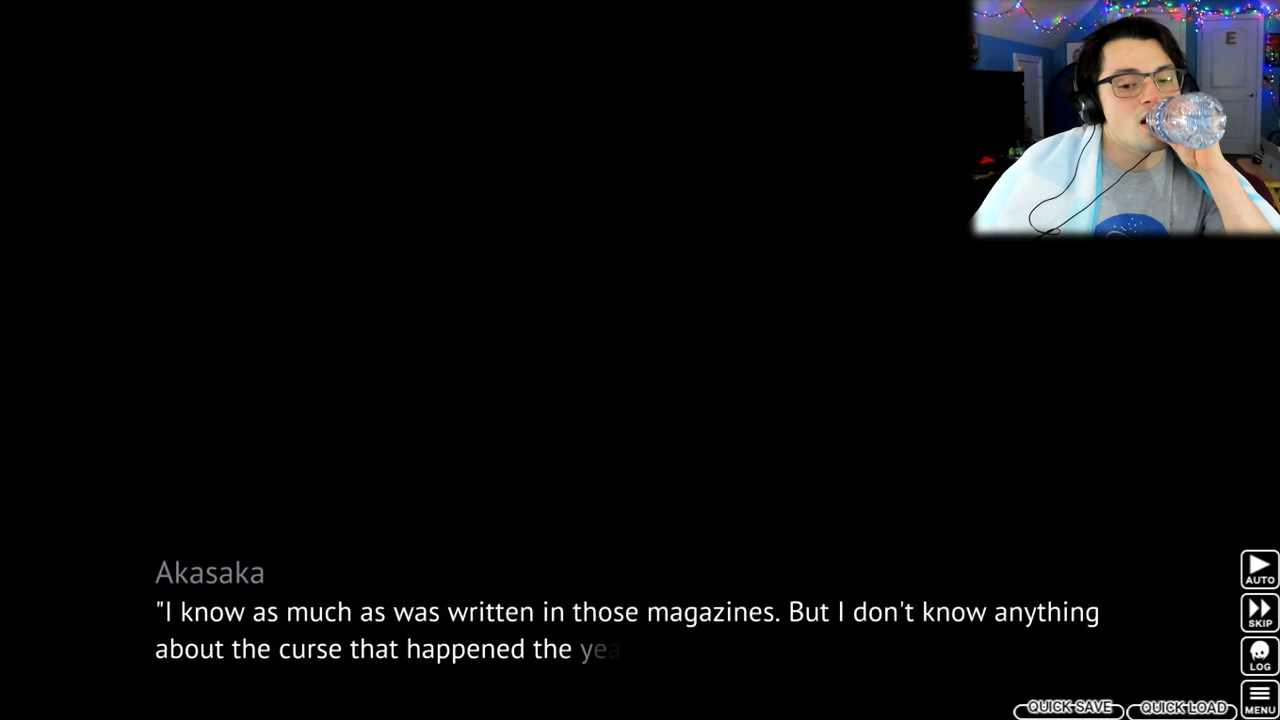 E
Akasaka
"I know as much as was written in those magazines. But I don't know anything
about the curse that happened the yea
AUTO
SKIP
LOG
MENU
QUICK SAVE
QUICK LOAD